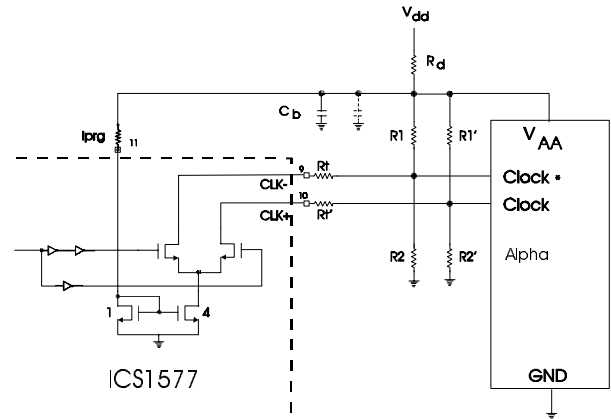 Vdd
Rd
Cb
R1
R1'
Iprg
11
VAA
9
Rt
CLK-
Clock *
10
CLK+
Rt'
Clock
R2
R2'
Alpha
1
4
ICS1577
GND